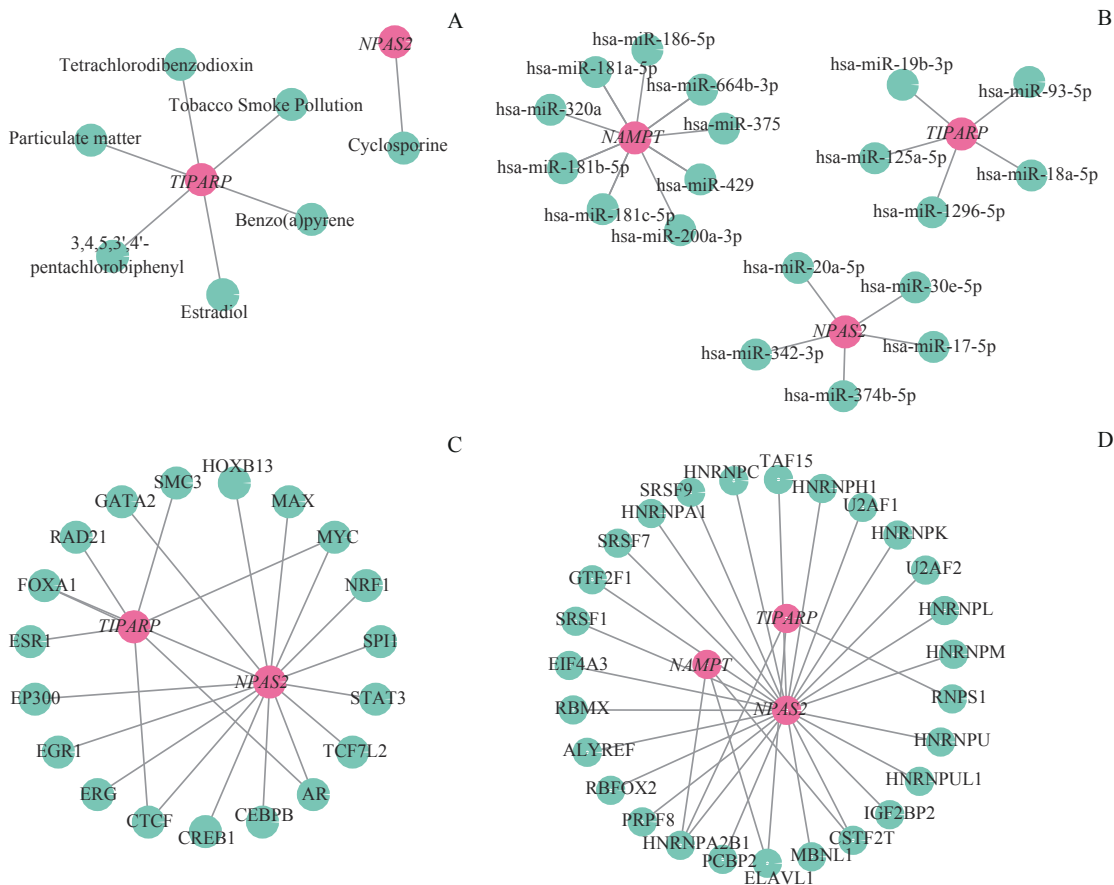 A
NPAS2
Tetrachlorodibenzodioxin
Tobacco Smoke Pollution
Particulate matter
Cyclosporine
TIPARP
Benzo(a)pyrene
3,4,5,3',4'-
pentachlorobiphenyl
Estradiol
B
hsa-miR-186-5p
hsa-miR-181a-5p
hsa-miR-664b-3p
hsa-miR-320a
hsa-miR-375
NAMPT
hsa-miR-181b-5p
hsa-miR-429
hsa-miR-181c-5p
hsa-miR-200a-3p
hsa-miR-19b-3p
hsa-miR-93-5p
TIPARP
hsa-miR-125a-5p
hsa-miR-18a-5p
hsa-miR-1296-5p
hsa-miR-20a-5p
hsa-miR-30e-5p
NPAS2
hsa-miR-17-5p
hsa-miR-342-3p
hsa-miR-374b-5p
C
HOXB13
SMC3
MAX
GATA2
MYC
RAD21
NRF1
FOXA1
TIPARP
SPI1
ESR1
NPAS2
EP300
STAT3
EGR1
TCF7L2
ERG
AR
CTCF
CEBPB
CREB1
D
TAF15
HNRNPC
HNRNPH1
SRSF9
U2AF1
HNRNPA1
HNRNPK
SRSF7
U2AF2
GTF2F1
HNRNPL
SRSF1
TIPARP
HNRNPM
NAMPT
EIF4A3
RNPS1
RBMX
NPAS2
HNRNPU
ALYREF
HNRNPUL1
RBFOX2
IGF2BP2
PRPF8
CSTF2T
HNRNPA2B1
MBNL1
PCBP2
ELAVL1